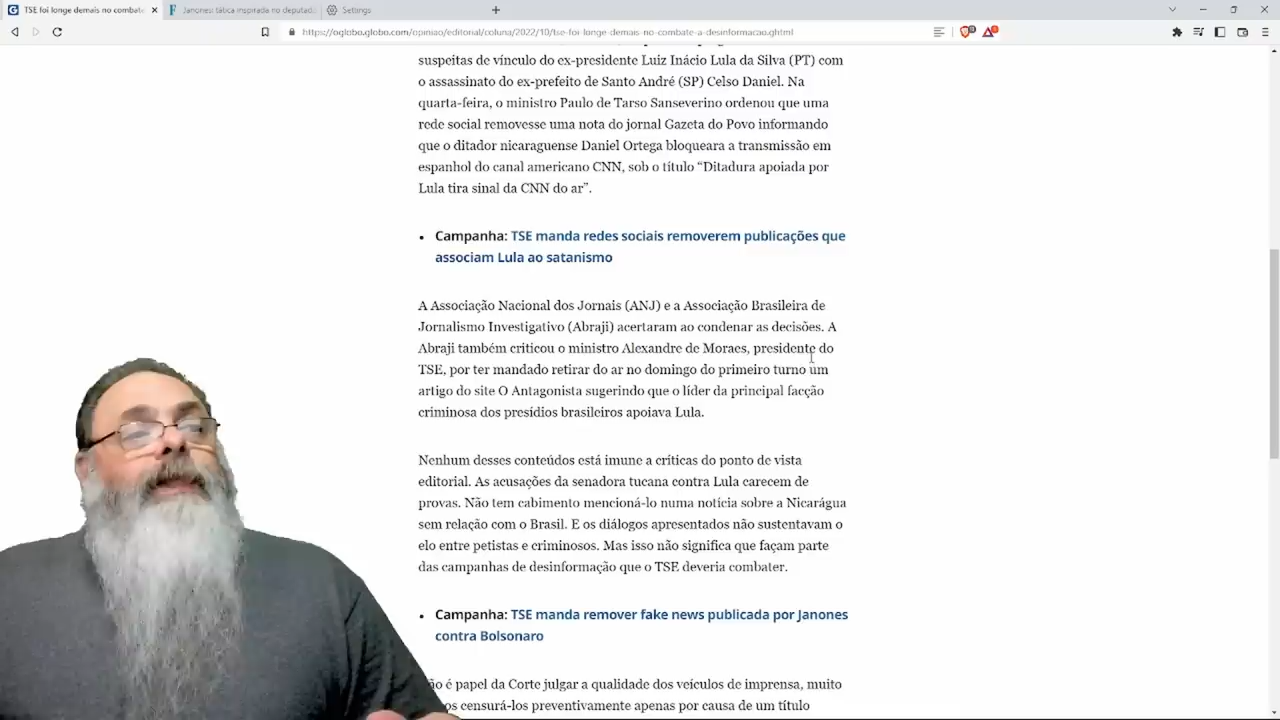 TSE foi longe demais no combate
Janones: tática inspirada no deputad
Settings
https://oglobo.globo.com/opiniao/editorial/coluna/2022/10/tse-foi-longe-demais-no-combate-a-desinformacao.ghtml
suspeitas de vínculo do ex-presidente Luiz Inácio Lula da Silva (PT) com
o assassinato do ex-prefeito de Santo André (SP) Celso Daniel. Na
quarta-feira, o ministro Paulo de Tarso Sanseverino ordenou que uma
rede social removesse uma nota do jornal Gazeta do Povo informando
que o ditador nicaraguense Daniel Ortega bloqueara a transmissão em
espanhol do canal americano CNN, sob o título “Ditadura apoiada por
Lula tira sinal da CNN do ar”.
• Campanha: TSE manda redes sociais removerem publicações que
associam Lula ao satanismo
A Associação Nacional dos Jornais (ANJ) e a Associação Brasileira de
Jornalismo Investigativo (Abraji) acertaram ao condenar as decisões. A
Abraji também criticou o ministro Alexandre de Moraes, presidente do
TSE, por ter mandado retirar do ar no domingo do primeiro turno um
artigo do site O Antagonista sugerindo que o líder da principal facção
criminosa dos presídios brasileiros apoiava Lula.
Nenhum desses conteúdos está imune a críticas do ponto de vista
editorial. As acusações da senadora tucana contra Lula carecem de
provas. Não tem cabimento mencioná-lo numa notícia sobre a Nicarágua
sem relação com o Brasil. E os diálogos apresentados não sustentavam o
elo entre petistas e criminosos. Mas isso não significa que façam parte
das campanhas de desinformação que o TSE deveria combater.
• Campanha: TSE manda remover fake news publicada por Janones
contra Bolsonaro
é papel da Corte julgar a qualidade dos veículos de imprensa, muito
censurá-los preventivamente apenas por causa de um título